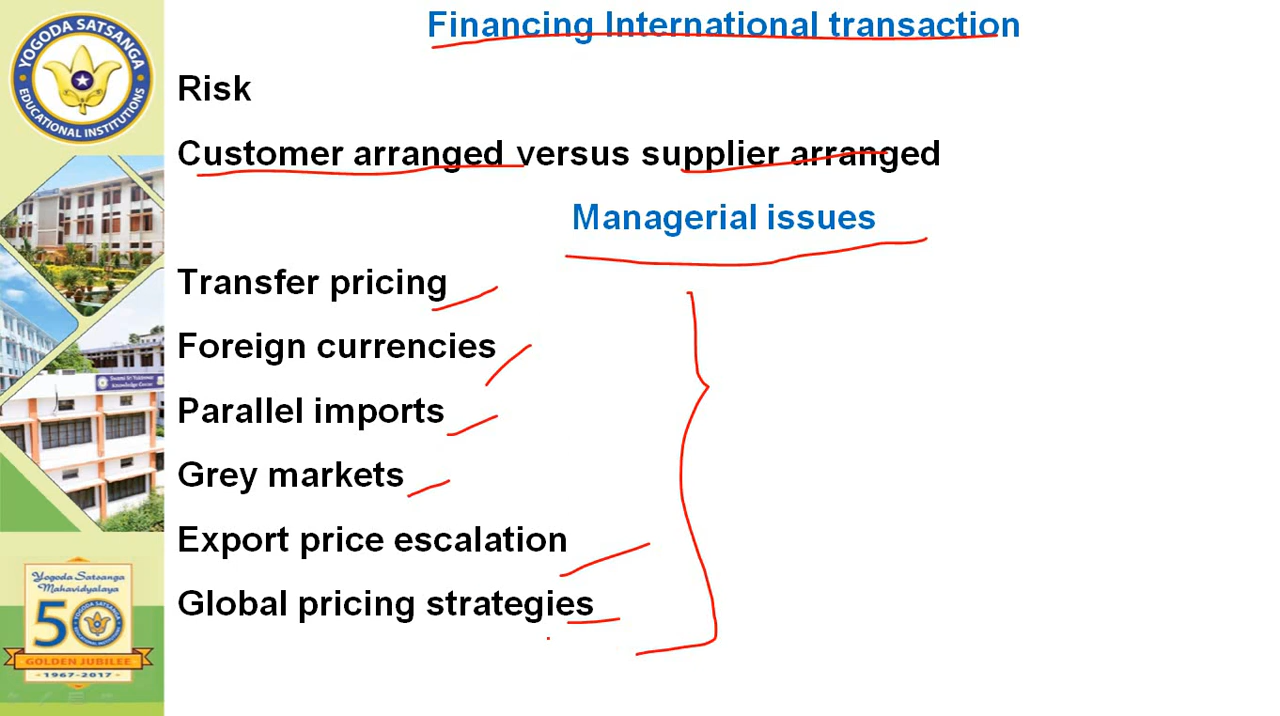 YOGODA SATSANGA
EDUCATIONAL INSTITUTIONS
Financing International transaction
Risk
Customer arranged versus supplier arranged
Managerial issues
Transfer pricing
Foreign currencies
Parallel imports
Grey markets
Export price escalation
Global pricing strategies
Yogoda Satsanga
Mahavidyalaya
50
GOLDEN JUBILEE
1967-2017